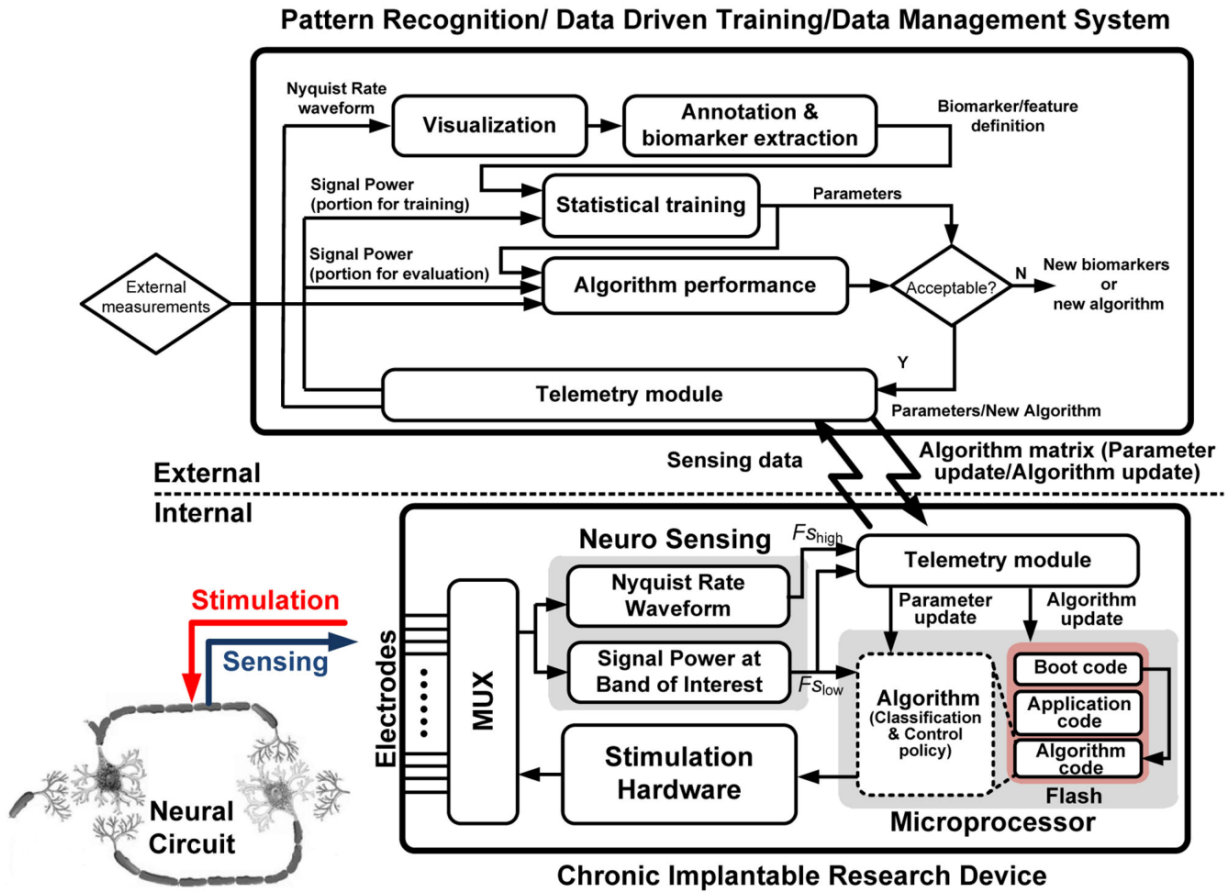 Pattern Recognition/ Data Driven Training/Data Management System
Nyquist Rate
waveform
Visualization
Annotation &
biomarker extraction
Biomarker/feature
definition
Signal Power
(portion for training)
Statistical training
Parameters
Signal Power
(portion for evaluation)
Algorithm performance
External
measurements
Acceptable?
N
New biomarkers
or
new algorithm
Y
Telemetry module
Parameters/New Algorithm
Sensing data
Algorithm matrix (Parameter
update/Algorithm update)
External
Internal
Neuro Sensing
Fshigh
Nyquist Rate
Waveform
Telemetry module
Stimulation
Sensing
Electrodes
MUX
Signal Power at
Band of Interest
Fslow
Parameter
update
Algorithm
update
Algorithm
(Classification
& Control
policy)
Boot code
Application
code
Algorithm
code
Flash
Stimulation
Hardware
Microprocessor
Neural
Circuit
Chronic Implantable Research Device